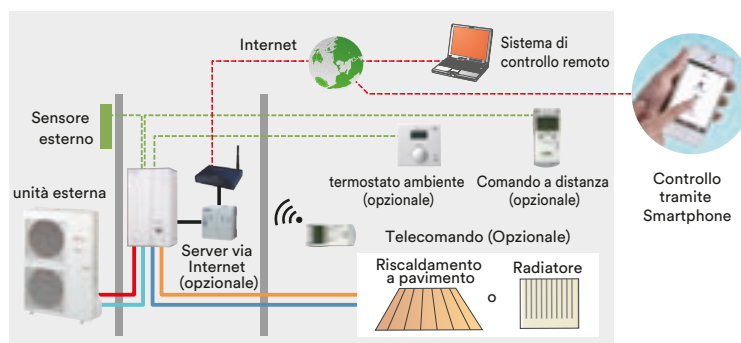 Internet
Sistema di
controllo remoto
Sensore
esterno
termostato ambiente
(opzionale)
Comando a distanza
(opzionale)
Controllo
tramite
Smartphone
unità esterna
Server via
Internet
(opzionale)
Telecomando (Opzionale)
Riscaldamento
a pavimento
o
Radiatore